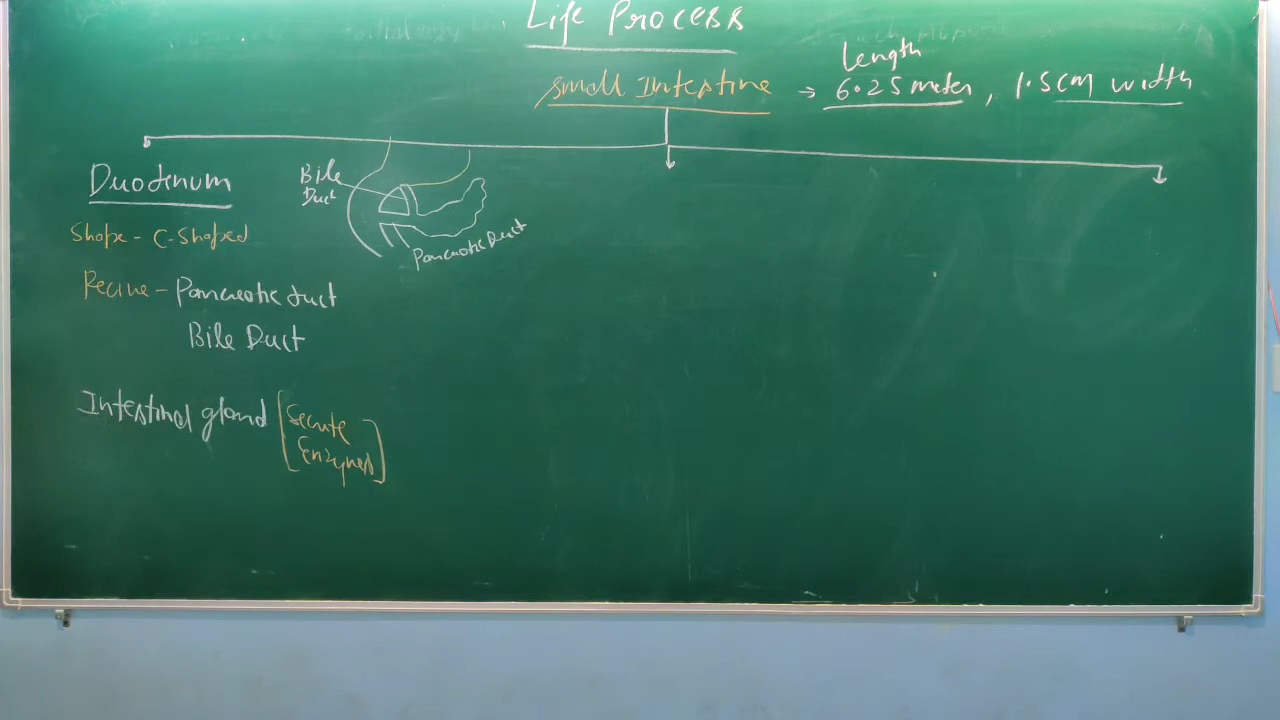 Life Process
Length
Small Intestine → 6.25 meter, 1.5cm width
Duodenum
Bile
Duct
Pancreatic Duct
Shape - C-Shaped
Recive - Pancreatic duct
Bile Duct
Intestinal gland [Secrete
Enzymes]